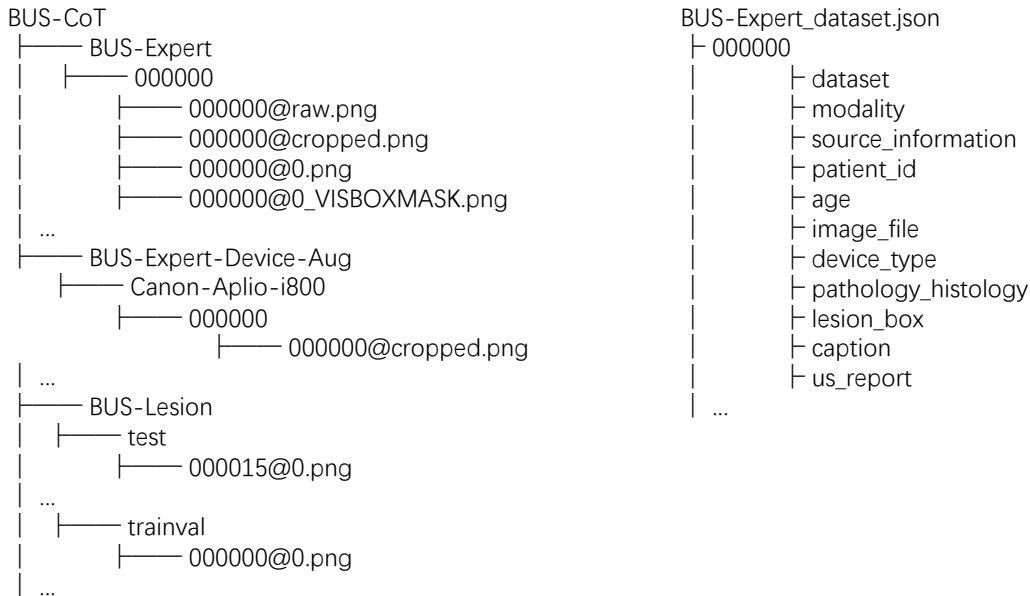 BUS-CoT
├── BUS-Expert
│ ├── 000000
│ ├── 000000@raw.png
│ ├── 000000@cropped.png
│ ├── 000000@0.png
│ ├── 000000@0_VISBOXMASK.png
│ ...
├── BUS-Expert-Device-Aug
├── Canon-Aplio-i800
├── 000000
├── 000000@cropped.png
│ ...
├── BUS-Lesion
│ ├── test
│ ├── 000015@0.png
│ ...
│ ├── trainval
│ ├── 000000@0.png
│ ...
BUS-Expert_dataset.json
├ 000000
│ ├ dataset
│ ├ modality
│ ├ source_information
│ ├ patient_id
│ ├ age
│ ├ image_file
│ ├ device_type
│ ├ pathology_histology
│ ├ lesion_box
│ ├ caption
│ ├ us_report
│ ...